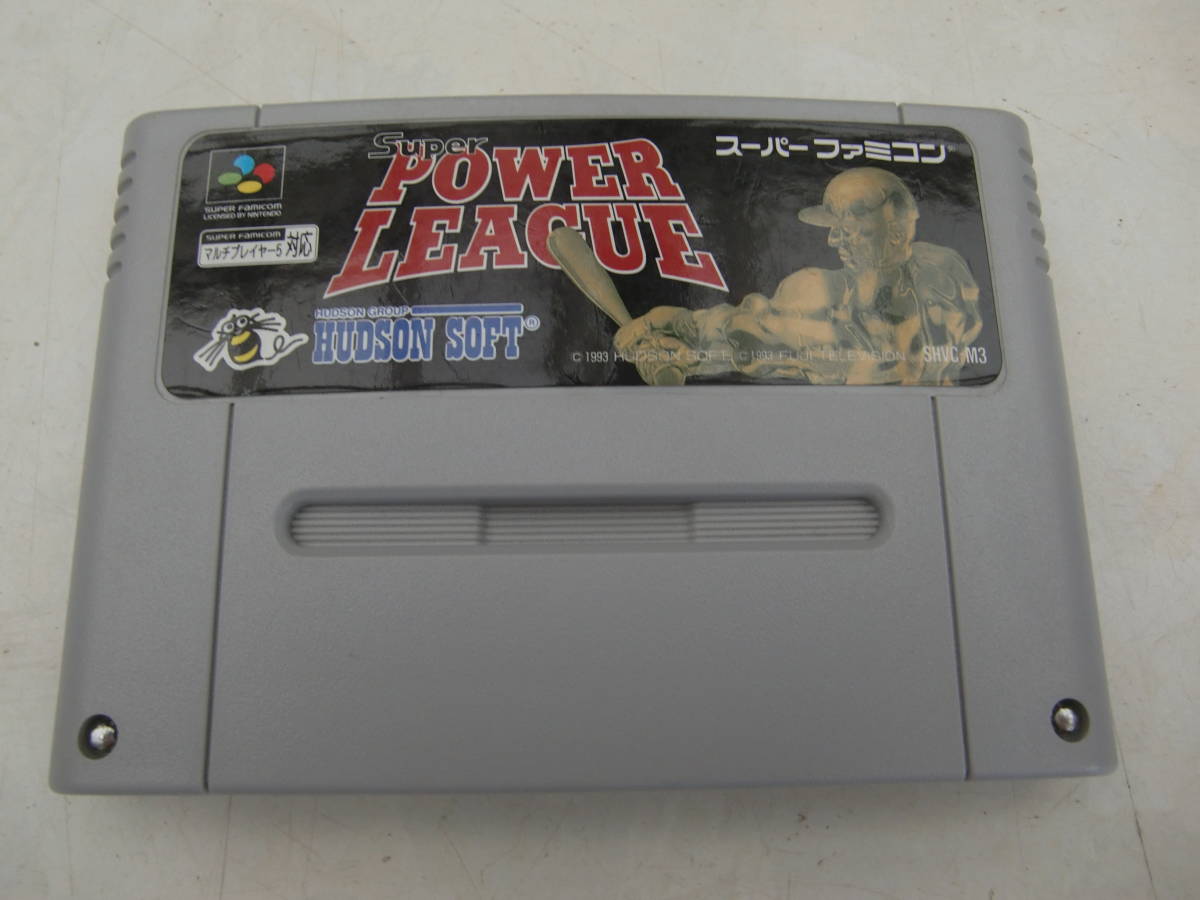 Super
POWER
LEAGUE
スーパーファミコン
SUPER FAMICOM
LICENSED BY NINTENDO
SUPER FAMICOM
マルチプレイヤー5 対応
HUDSON GROUP
HUDSON SOFT®
© 1993 HUDSON SOFT, © 1993 FUJI TELEVISION
SHVC-M3